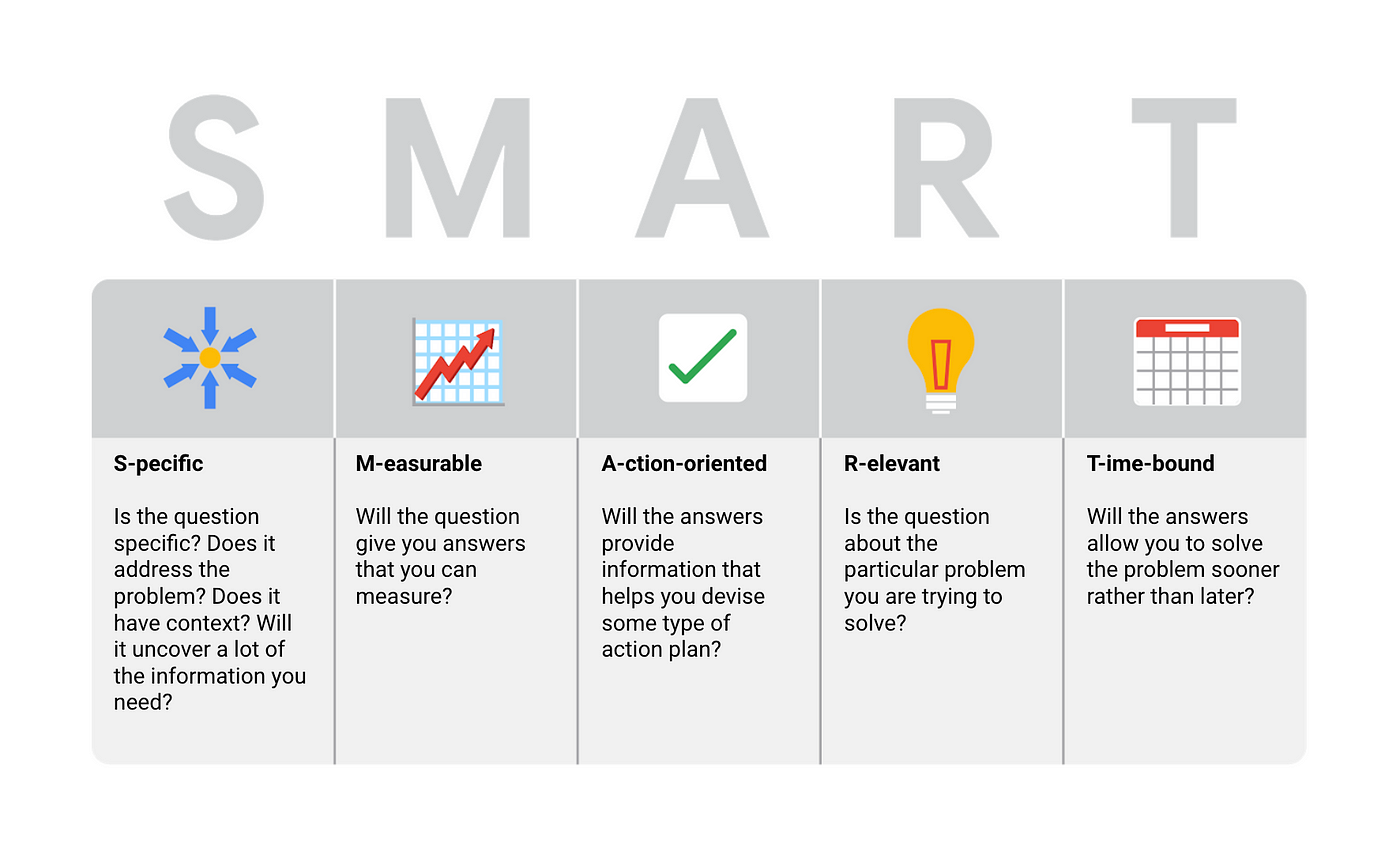 S M A R T
S-pecific
Is the question
specific? Does it
address the
problem? Does it
have context? Will
it uncover a lot of
the information you
need?
M-easurable
Will the question
give you answers
that you can
measure?
A-ction-oriented
Will the answers
provide
information that
helps you devise
some type of
action plan?
R-elevant
Is the question
about the
particular problem
you are trying to
solve?
T-ime-bound
Will the answers
allow you to solve
the problem sooner
rather than later?